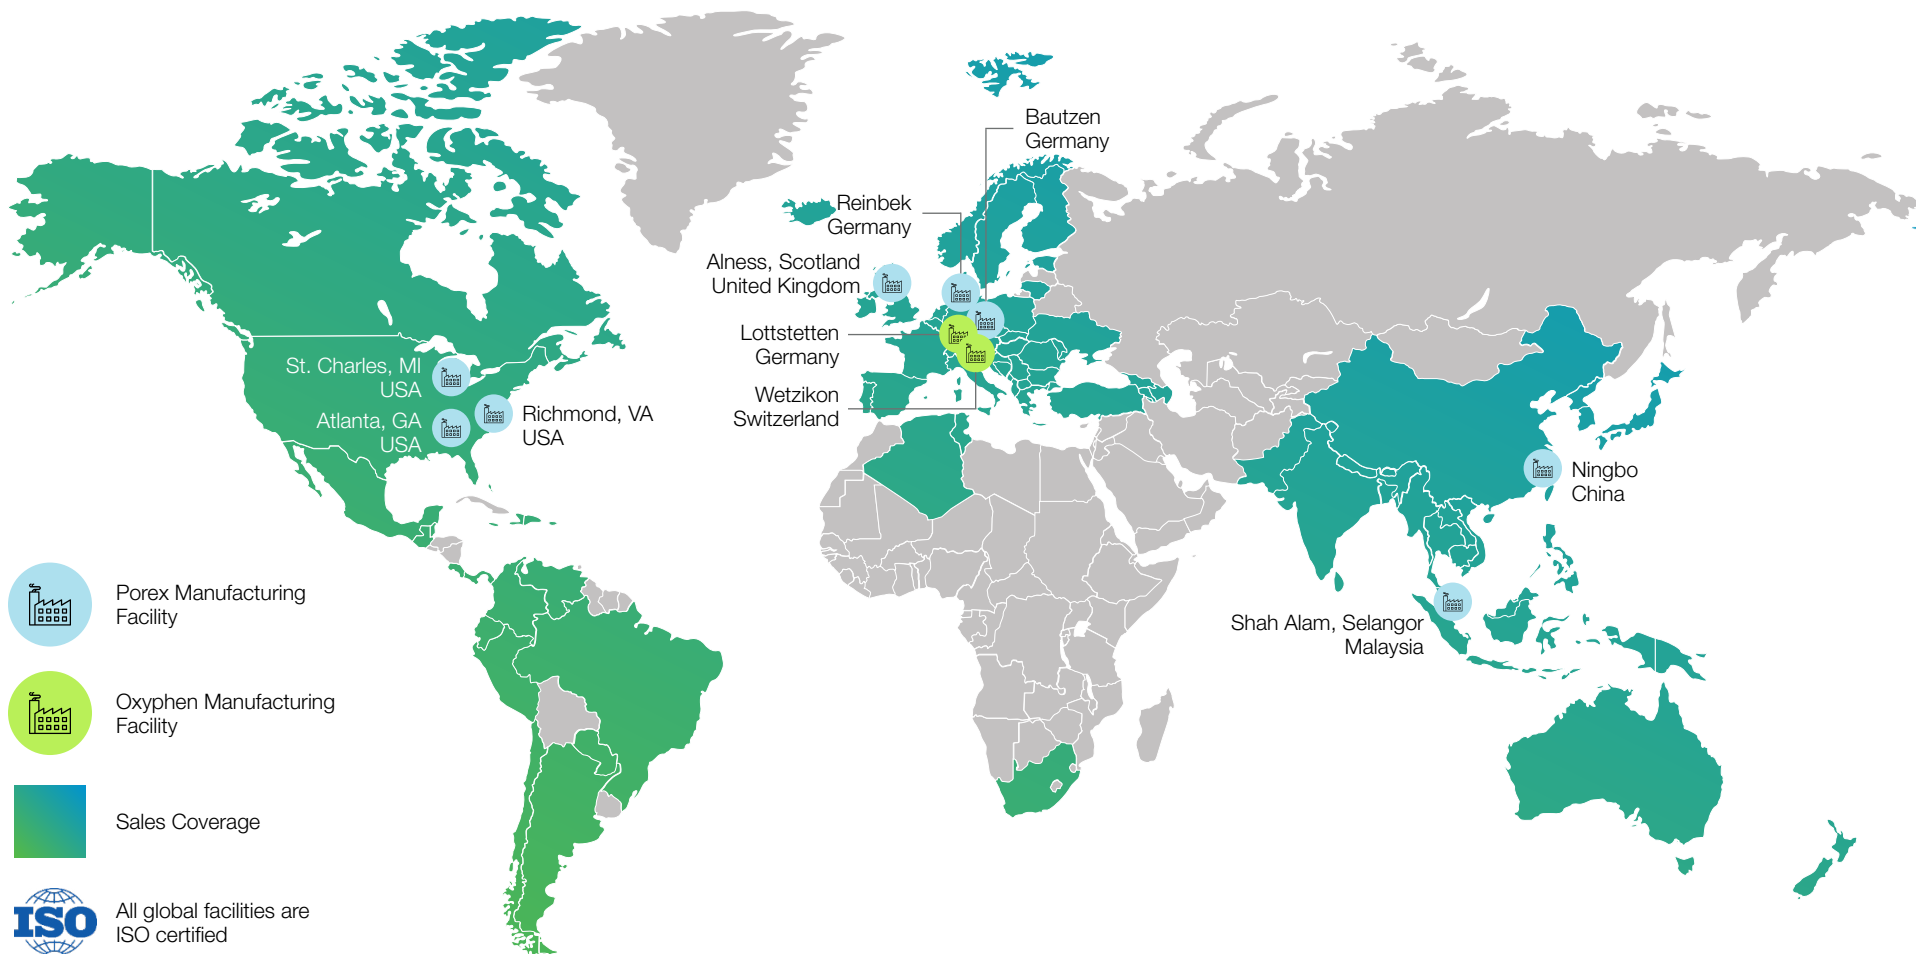 Bautzen
Germany
Reinbek
Germany
Alness, Scotland
United Kingdom
Lottstetten
Germany
Wetzikon
Switzerland
St. Charles, MI
USA
Atlanta, GA
USA
Richmond, VA
USA
Ningbo
China
Shah Alam, Selangor
Malaysia
Porex Manufacturing
Facility
Oxyphen Manufacturing
Facility
Sales Coverage
ISO
All global facilities are
ISO certified